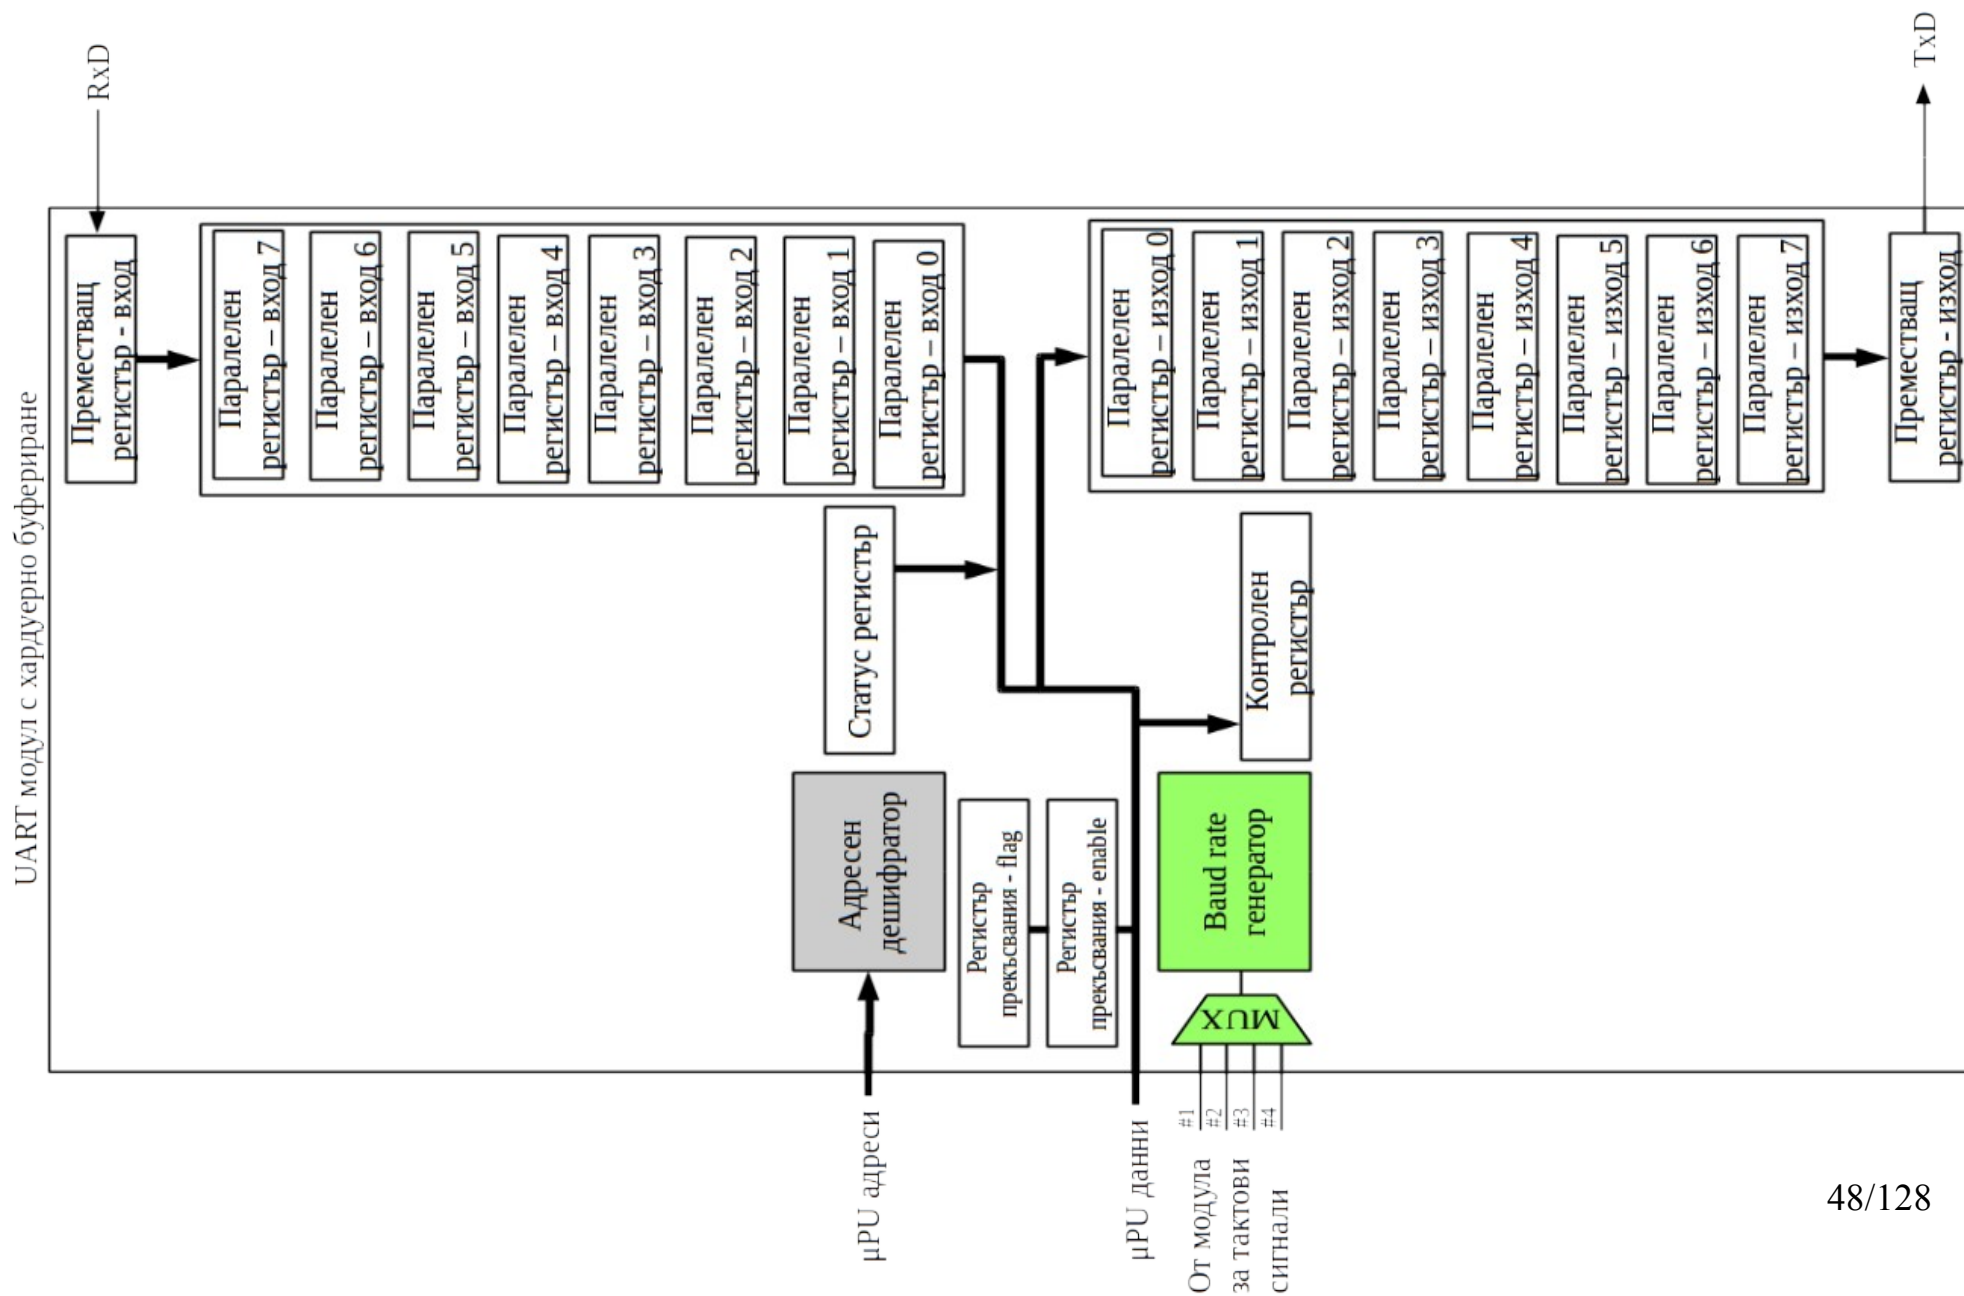 UART модул с хардуерно буфериране
RxD
Преместващ
регистър - вход
Паралелен
регистър – вход 7
Паралелен
регистър – вход 6
Паралелен
регистър – вход 5
Паралелен
регистър – вход 4
Паралелен
регистър – вход 3
Паралелен
регистър – вход 2
Паралелен
регистър – вход 1
Паралелен
регистър – вход 0
Статус регистър
Адресен
дешифратор
μPU адреси
Регистър
прекъсвания - flag
Регистър
прекъсвания - enable
μPU данни
Паралелен
регистър – изход 0
Паралелен
регистър – изход 1
Паралелен
регистър – изход 2
Паралелен
регистър – изход 3
Паралелен
регистър – изход 4
Паралелен
регистър – изход 5
Паралелен
регистър – изход 6
Паралелен
регистър – изход 7
Контролен
регистър
Baud rate
генератор
MUX
#1
#2
#3
#4
От модула
за тактови
сигнали
Преместващ
регистър - изход
TxD
48/128